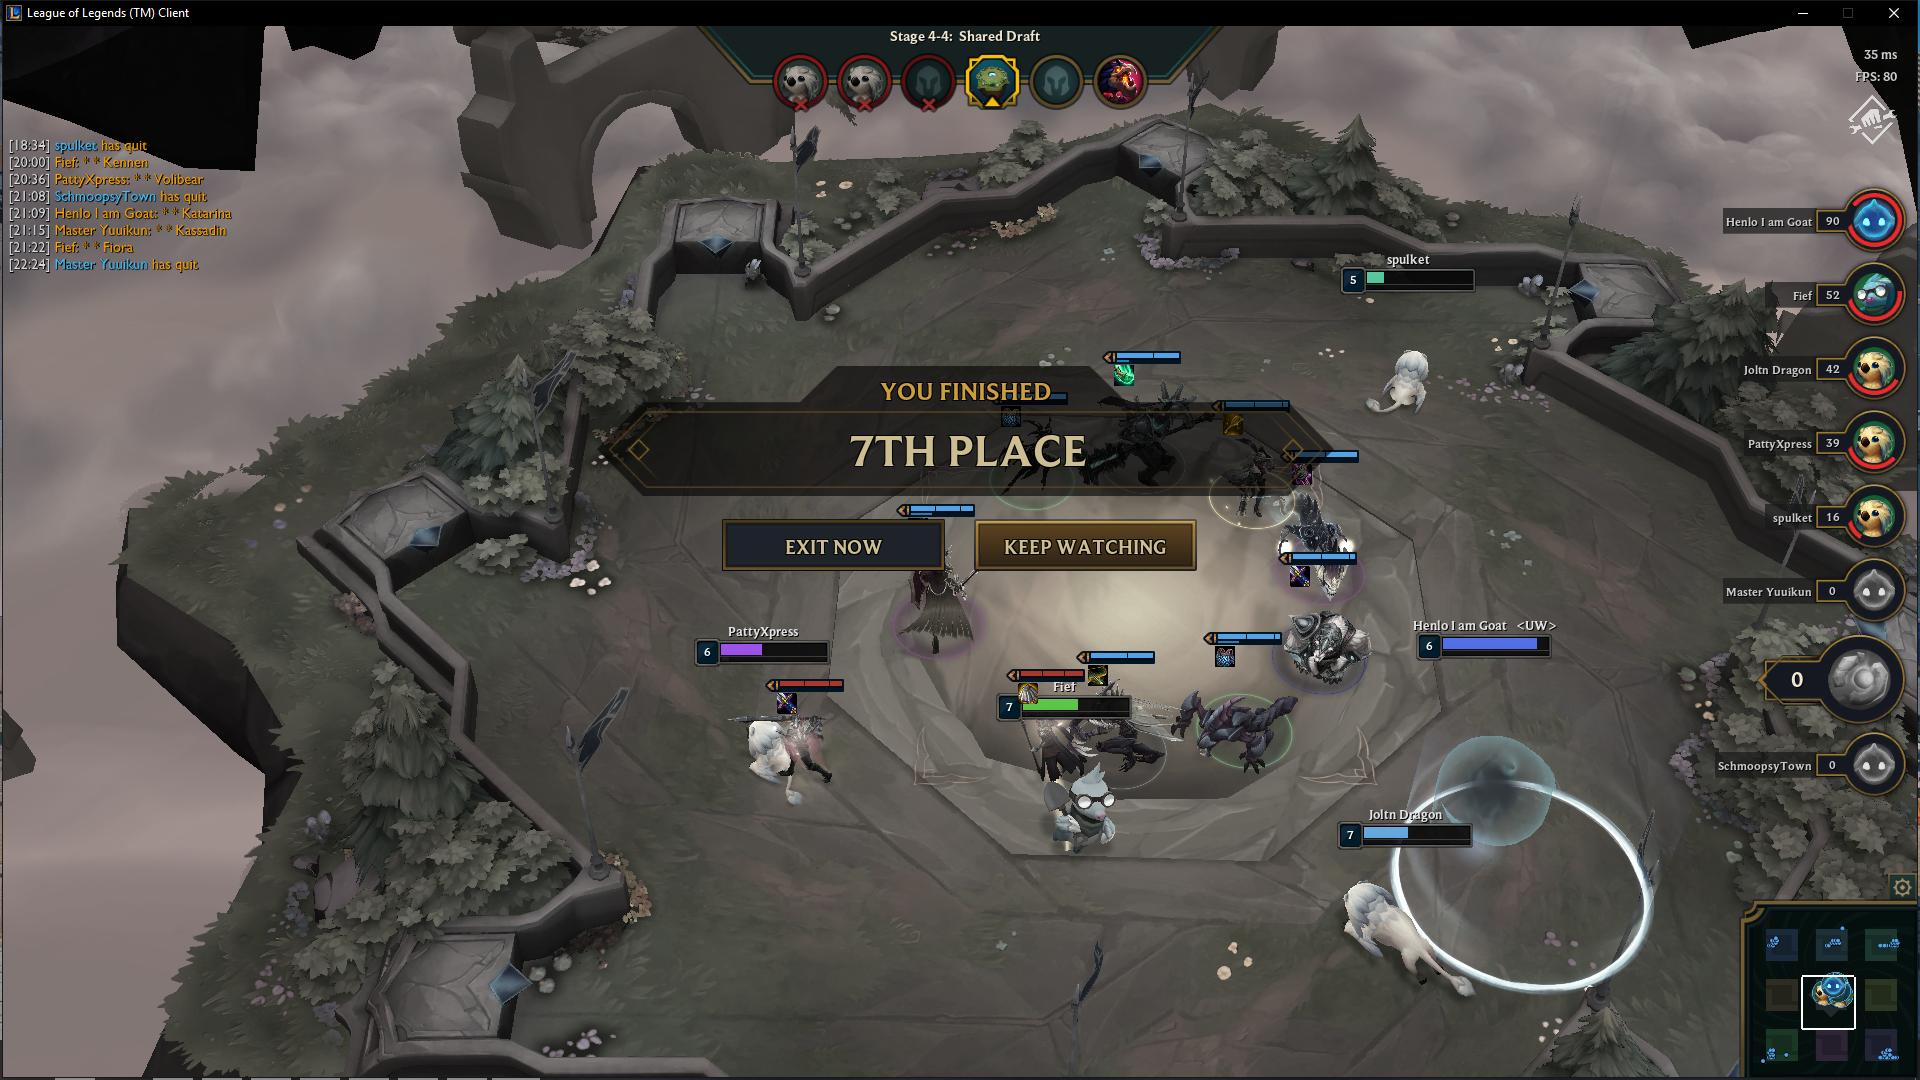 League of Legends (TM) Client
Stage 4-4: Shared Draft
35 ms
FPS: 80
[18:34] spulket has quit
[20:00] Fief: * * Kennen
[20:36] PattyXpress: * * Volibear
[21:08] SchmoopsyTown has quit
[21:09] Henlo I am Goat: * * Katarina
[21:15] Master Yuuikun: * * Kassadin
[21:22] Fief: * * Fiora
[22:24] Master Yuuikun has quit
Henlo I am Goat 90
spulket
5
Fief 52
Joltn Dragon 42
YOU FINISHED
7TH PLACE
PattyXpress 39
spulket 16
EXIT NOW
KEEP WATCHING
Master Yuuikun 0
PattyXpress
6
Henlo I am Goat <UW>
6
Fief
7
0
SchmoopsyTown 0
Joltn Dragon
7